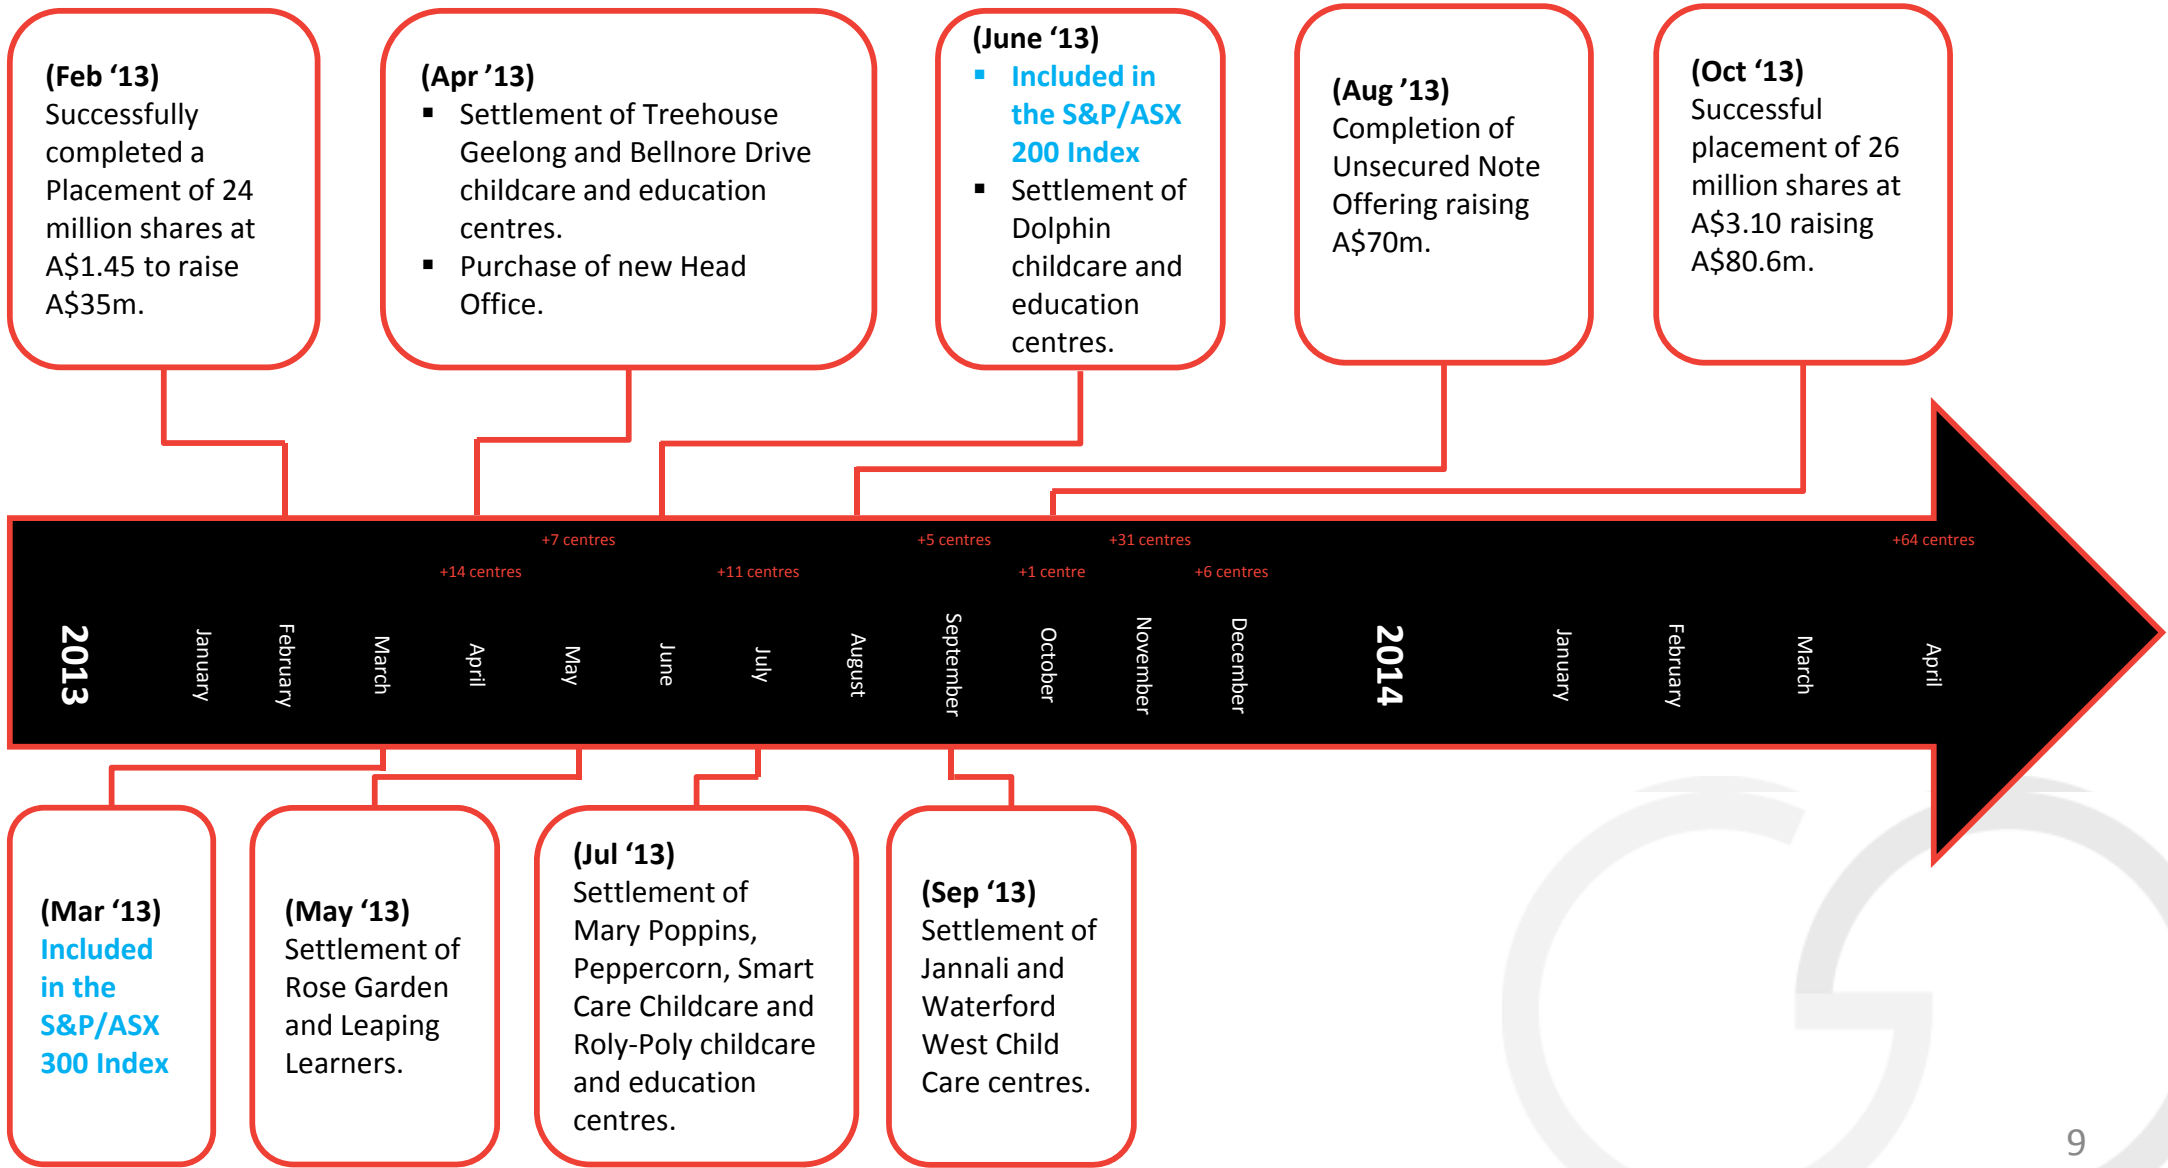 (Feb ‘13)
Successfully
completed a
Placement of 24
million shares at
A$1.45 to raise
A$35m.
(Apr ’13)
▪ Settlement of Treehouse
Geelong and Bellnore Drive
childcare and education
centres.
▪ Purchase of new Head
Office.
(June ‘13)
▪ Included in
the S&P/ASX
200 Index
▪ Settlement of
Dolphin
childcare and
education
centres.
(Aug ’13)
Completion of
Unsecured Note
Offering raising
A$70m.
(Oct ‘13)
Successful
placement of 26
million shares at
A$3.10 raising
A$80.6m.
+7 centres
+5 centres
+31 centres
+64 centres
+14 centres
+11 centres
+1 centre
+6 centres
2013
January
February
March
April
May
June
July
August
September
October
November
December
2014
January
February
March
April
(Mar ‘13)
Included
in the
S&P/ASX
300 Index
(May ‘13)
Settlement of
Rose Garden
and Leaping
Learners.
(Jul ‘13)
Settlement of
Mary Poppins,
Peppercorn, Smart
Care Childcare and
Roly-Poly childcare
and education
centres.
(Sep ‘13)
Settlement of
Jannali and
Waterford
West Child
Care centres.
9